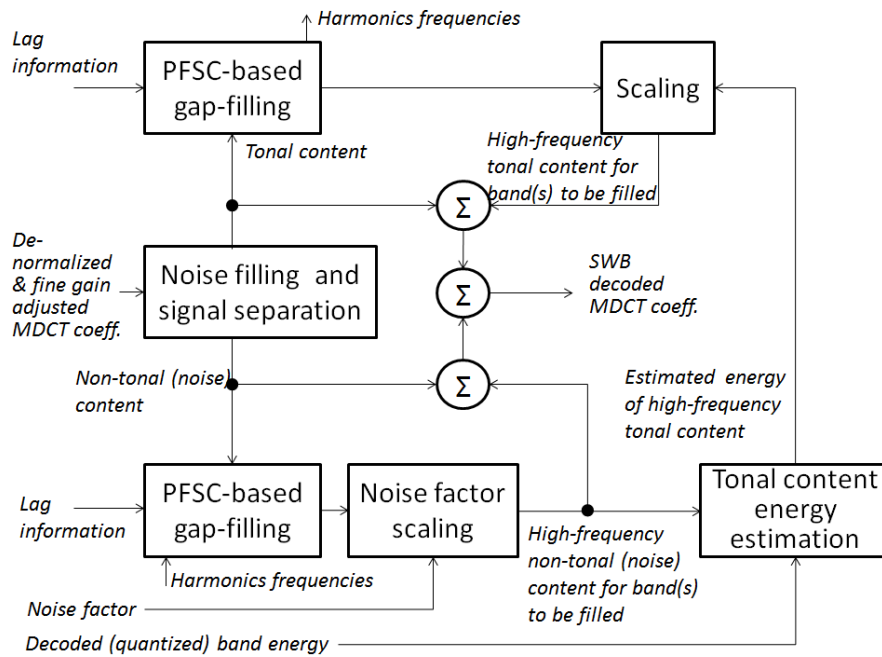 Harmonics frequencies
Lag
information
PFSC-based
gap-filling
Scaling
Tonal content
High-frequency
tonal content for
band(s) to be filled
Σ
De-
normalized
& fine gain
adjusted
MDCT coeff.
Noise filling and
signal separation
Σ
SWB
decoded
MDCT coeff.
Non-tonal (noise)
content
Σ
Estimated energy
of high-frequency
tonal content
Lag
information
PFSC-based
gap-filling
Noise factor
scaling
Tonal content
energy
estimation
High-frequency
non-tonal (noise)
content for band(s)
to be filled
Harmonics frequencies
Noise factor
Decoded (quantized) band energy